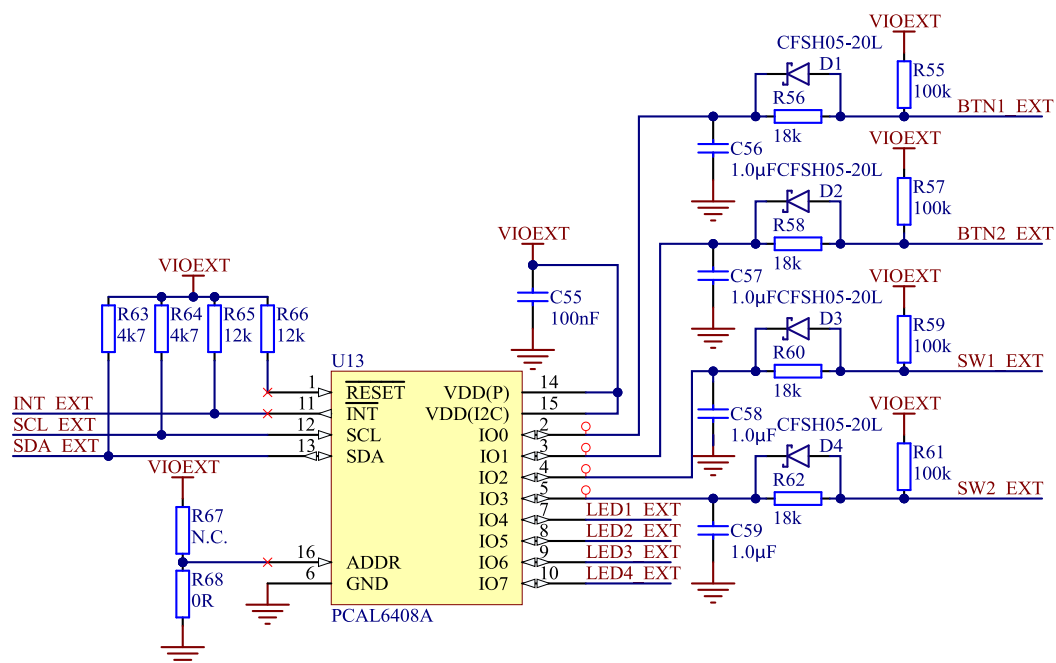 VIOEXT
CFSH05-20L
D1
R55
100k
R56
18k
BTN1_EXT
C56
1.0µF
VIOEXT
CFSH05-20L
D2
R57
100k
R58
18k
BTN2_EXT
C57
1.0µF
VIOEXT
CFSH05-20L
D3
R59
100k
R60
18k
SW1_EXT
C58
1.0µF
VIOEXT
CFSH05-20L
D4
R61
100k
R62
18k
SW2_EXT
C59
1.0µF
VIOEXT
C55
100nF
VIOEXT
R63
4k7
R64
4k7
R65
12k
R66
12k
INT_EXT
SCL_EXT
SDA_EXT
VIOEXT
R67
N.C.
R68
0R
U13
1 RESET
11 INT
12 SCL
13 SDA
16 ADDR
6 GND
VDD(P) 14
VDD(I2C) 15
IO0 2
IO1 3
IO2 4
IO3 5
IO4 7 LED1_EXT
IO5 8 LED2_EXT
IO6 9 LED3_EXT
IO7 10 LED4_EXT
PCAL6408A